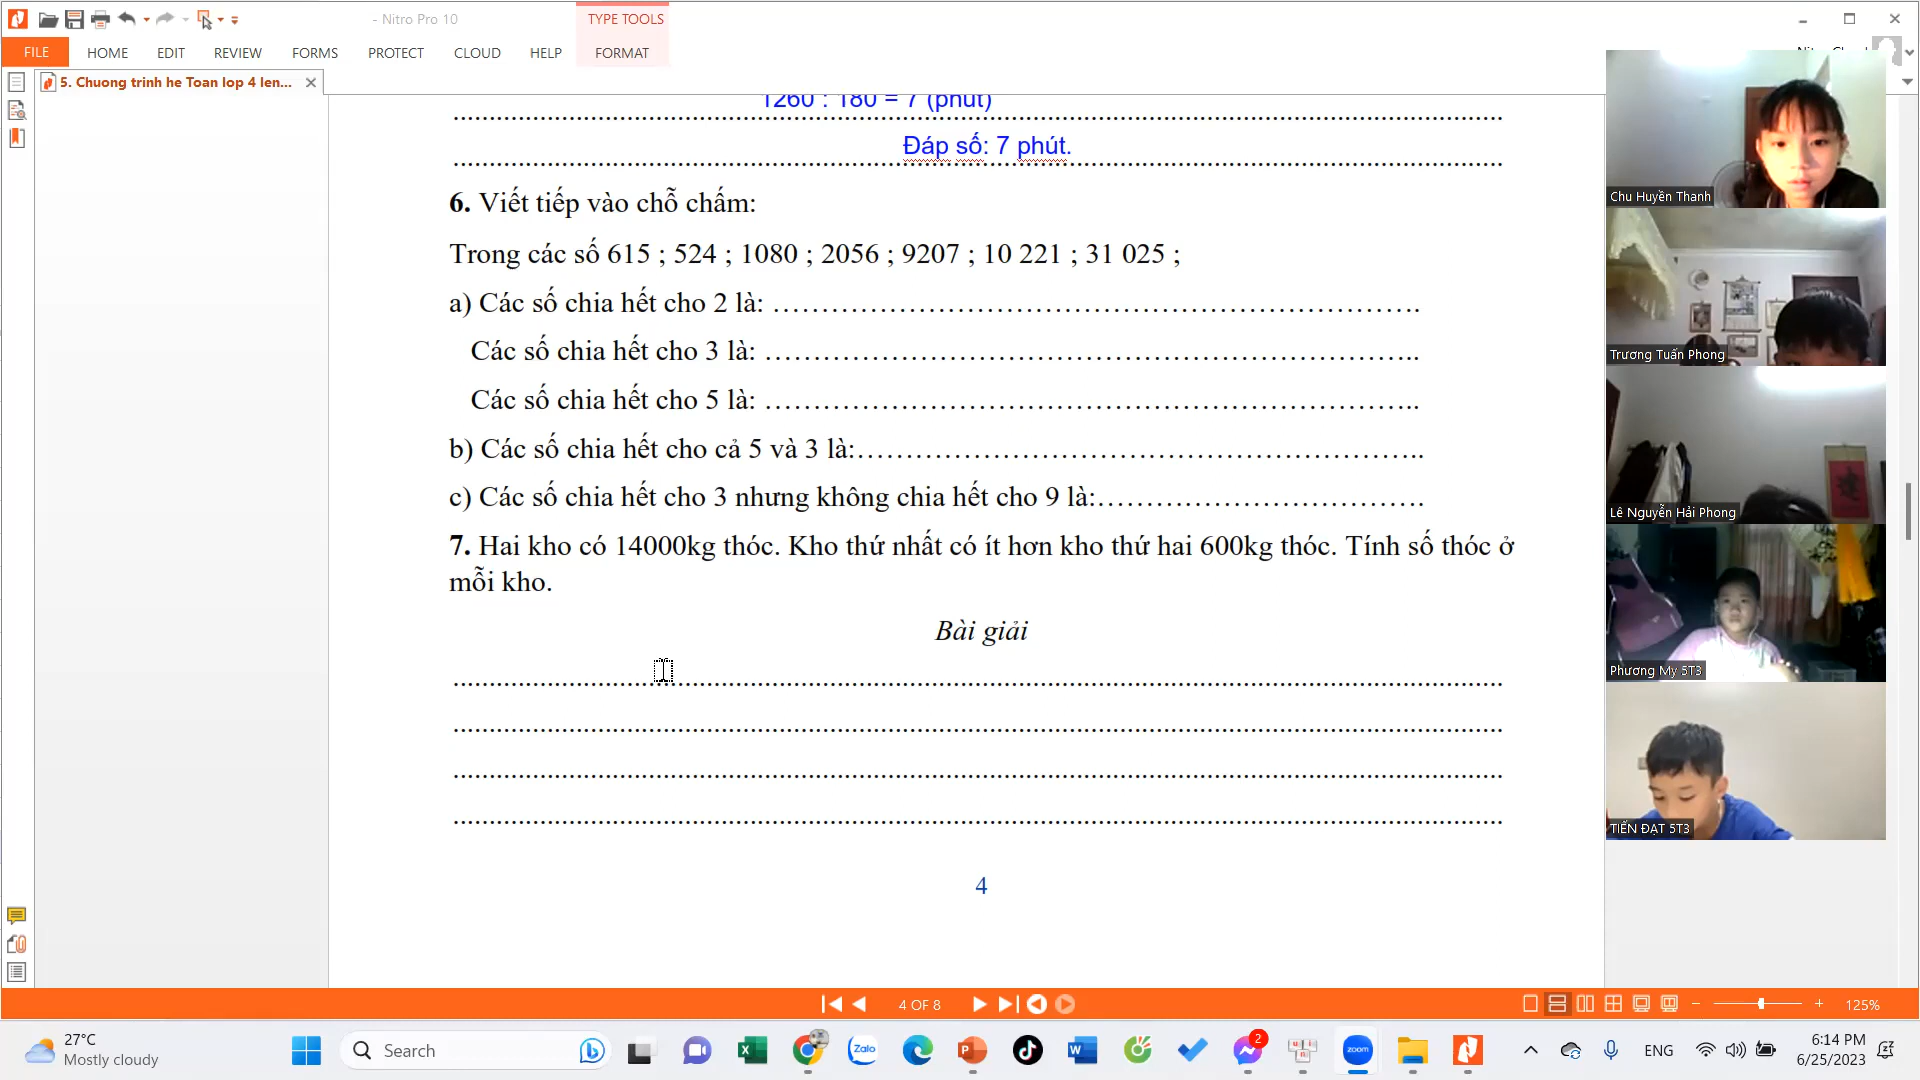 - Nitro Pro 10
TYPE TOOLS
FILE HOME EDIT REVIEW FORMS PROTECT CLOUD HELP FORMAT
5. Chuong trinh he Toan lop 4 len...
1260 : 180 = 7 (phút)
Đáp số: 7 phút.
6. Viết tiếp vào chỗ chấm:
Trong các số 615 ; 524 ; 1080 ; 2056 ; 9207 ; 10 221 ; 31 025 ;
a) Các số chia hết cho 2 là: ……………………………………………………………….
Các số chia hết cho 3 là: ………………………………………………………………..
Các số chia hết cho 5 là: ………………………………………………………………..
b) Các số chia hết cho cả 5 và 3 là:……………………………………………………..
c) Các số chia hết cho 3 nhưng không chia hết cho 9 là:……………………………….
7. Hai kho có 14000kg thóc. Kho thứ nhất có ít hơn kho thứ hai 600kg thóc. Tính số thóc ở
mỗi kho.
Bài giải
4
Chu Huyền Thanh
Trương Tuấn Phong
Lê Nguyễn Hải Phong
Phương My 5T3
TIẾN ĐẠT 5T3
4 OF 8
125%
27°C
Mostly cloudy
Search
Zalo
zoom
2
ENG
6:14 PM
6/25/2023